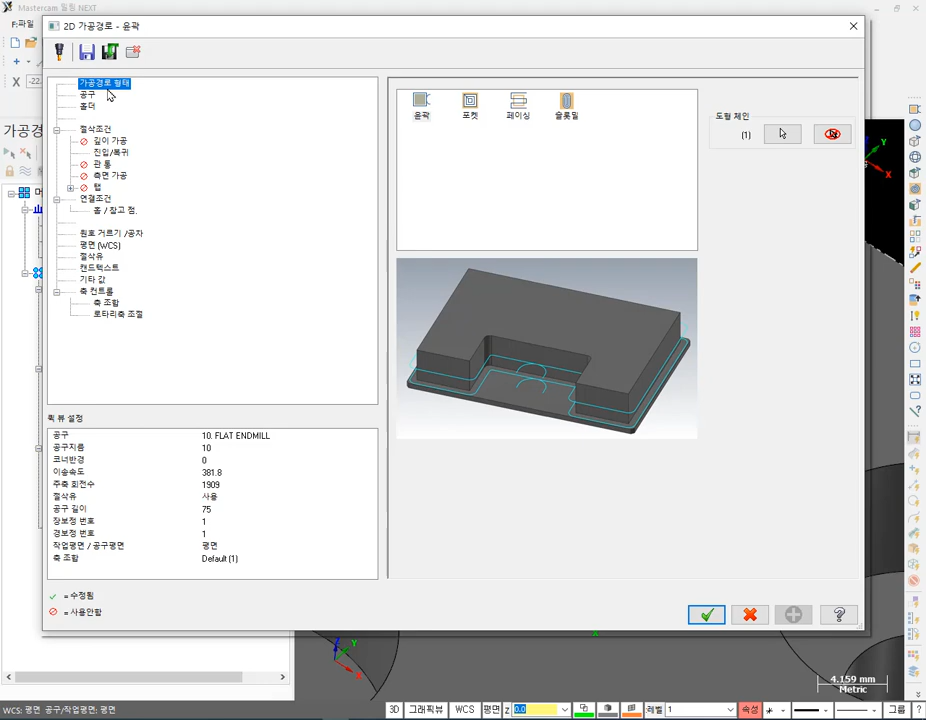 Mastercam 밀링 NEXT
F:파일
2D 가공경로 - 윤곽
X
-22.
가공경로
가공경로 형태
공구
홀더
절삭조건
깊이 가공
진입/복귀
관 통
측면 가공
탭
연결조건
홈 / 참고 점.
원호 거르기 /공차
평면 (WCS)
절삭유
캔드텍스트
기타 값
축 컨트롤
축 조합
로타리축 조절
윤곽
포켓
페이싱
슬롯밀
도형 체인
(1)
퀵 뷰 설정
공구 10. FLAT ENDMILL
공구지름 10
코너반경 0
이송속도 381.8
주축 회전수 1909
절삭유 사용
공구 길이 75
장보정 번호 1
경보정 번호 1
작업평면 / 공구평면 평면
축 조합 Default (1)
= 수정됨
= 사용안함
Y
X
Y
X
4.159 mm
Metric
WCS: 평면 공구/작업평면: 평면
3D
그래픽뷰
WCS
평면
Z
0.0
레벨
1
속성
그룹
?